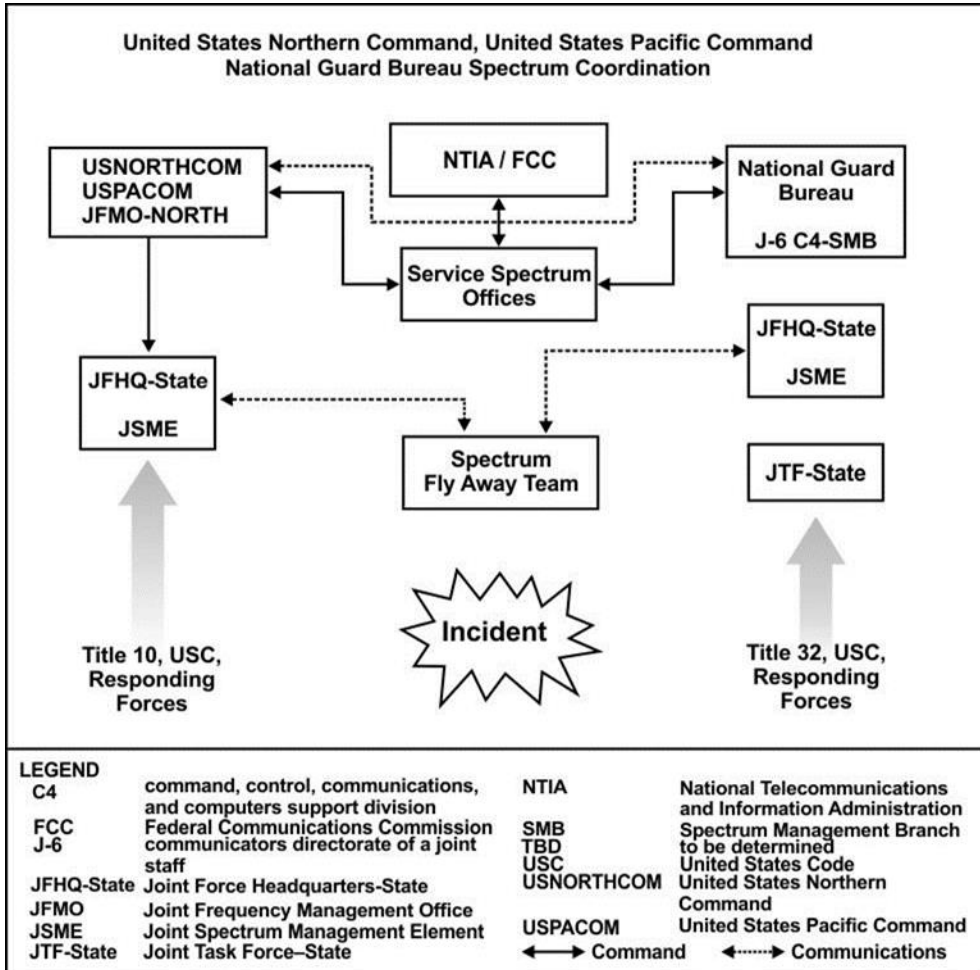 United States Northern Command, United States Pacific Command
National Guard Bureau Spectrum Coordination
USNORTHCOM
USPACOM
JFMO-NORTH
NTIA / FCC
National Guard
Bureau
J-6 C4-SMB
Service Spectrum
Offices
JFHQ-State
JSME
JFHQ-State
JSME
Spectrum
Fly Away Team
JTF-State
Incident
Title 10, USC,
Responding
Forces
Title 32, USC,
Responding
Forces
LEGEND
C4 command, control, communications,
and computers support division
FCC Federal Communications Commission
J-6 communicators directorate of a joint
staff
JFHQ-State Joint Force Headquarters-State
JFMO Joint Frequency Management Office
JSME Joint Spectrum Management Element
JTF-State Joint Task Force–State
NTIA National Telecommunications
and Information Administration
SMB Spectrum Management Branch
TBD to be determined
USC United States Code
USNORTHCOM United States Northern
Command
USPACOM United States Pacific Command
Command Communications